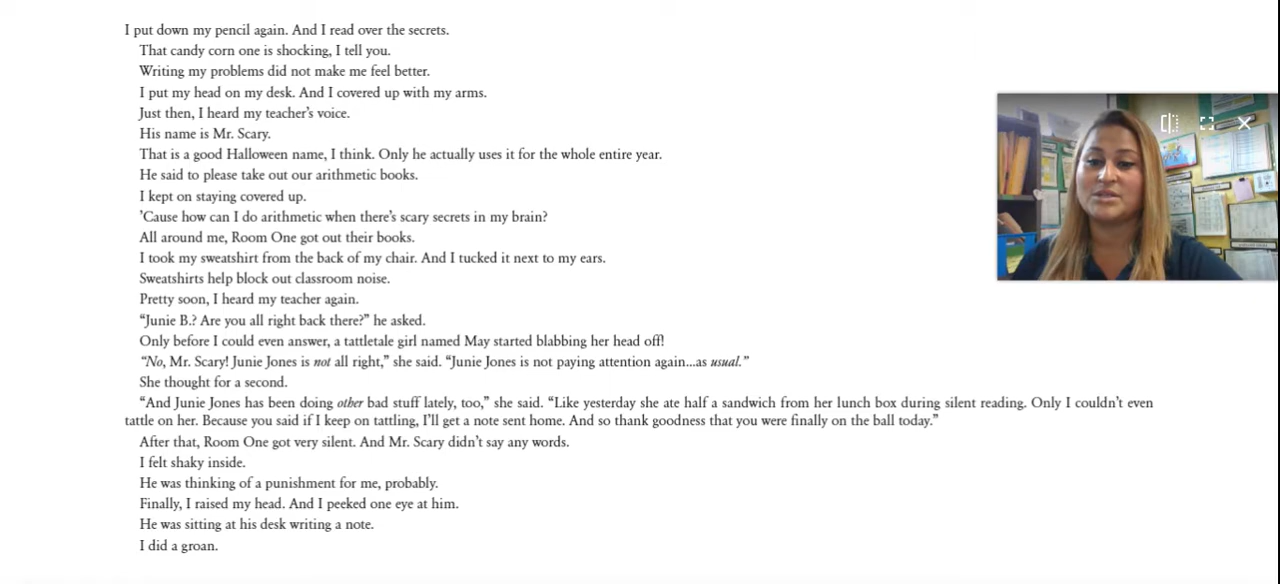 I put down my pencil again. And I read over the secrets.
That candy corn one is shocking, I tell you.
Writing my problems did not make me feel better.
I put my head on my desk. And I covered up with my arms.
Just then, I heard my teacher’s voice.
His name is Mr. Scary.
That is a good Halloween name, I think. Only he actually uses it for the whole entire year.
He said to please take out our arithmetic books.
I kept on staying covered up.
’Cause how can I do arithmetic when there’s scary secrets in my brain?
All around me, Room One got out their books.
I took my sweatshirt from the back of my chair. And I tucked it next to my ears.
Sweatshirts help block out classroom noise.
Pretty soon, I heard my teacher again.
“Junie B.? Are you all right back there?” he asked.
Only before I could even answer, a tattletale girl named May started blabbing her head off!
“No, Mr. Scary! Junie Jones is not all right,” she said. “Junie Jones is not paying attention again...as usual.”
She thought for a second.
“And Junie Jones has been doing other bad stuff lately, too,” she said. “Like yesterday she ate half a sandwich from her lunch box during silent reading. Only I couldn’t even
tattle on her. Because you said if I keep on tattling, I’ll get a note sent home. And so thank goodness that you were finally on the ball today.”
After that, Room One got very silent. And Mr. Scary didn’t say any words.
I felt shaky inside.
He was thinking of a punishment for me, probably.
Finally, I raised my head. And I peeked one eye at him.
He was sitting at his desk writing a note.
I did a groan.